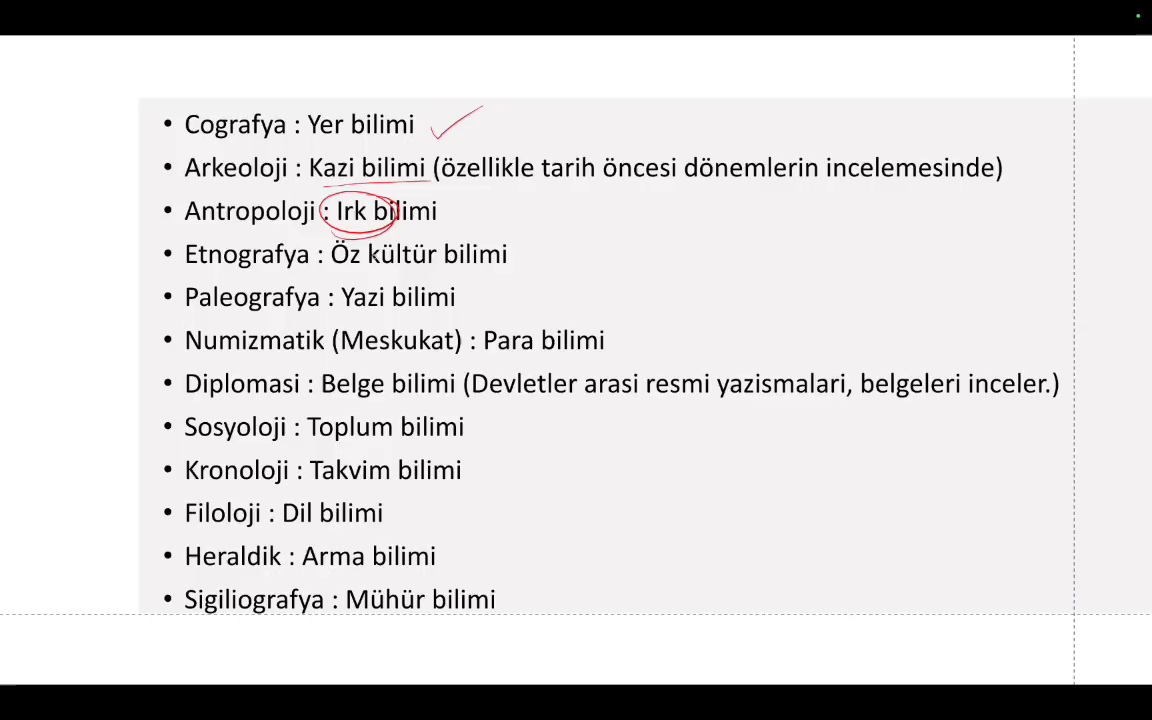 • Cografya : Yer bilimi
• Arkeoloji : Kazi bilimi (özellikle tarih öncesi dönemlerin incelemesinde)
• Antropoloji : Irk bilimi
• Etnografya : Öz kültür bilimi
• Paleografya : Yazi bilimi
• Numizmatik (Meskukat) : Para bilimi
• Diplomasi : Belge bilimi (Devletler arasi resmi yazismalari, belgeleri inceler.)
• Sosyoloji : Toplum bilimi
• Kronoloji : Takvim bilimi
• Filoloji : Dil bilimi
• Heraldik : Arma bilimi
• Sigiliografya : Mühür bilimi